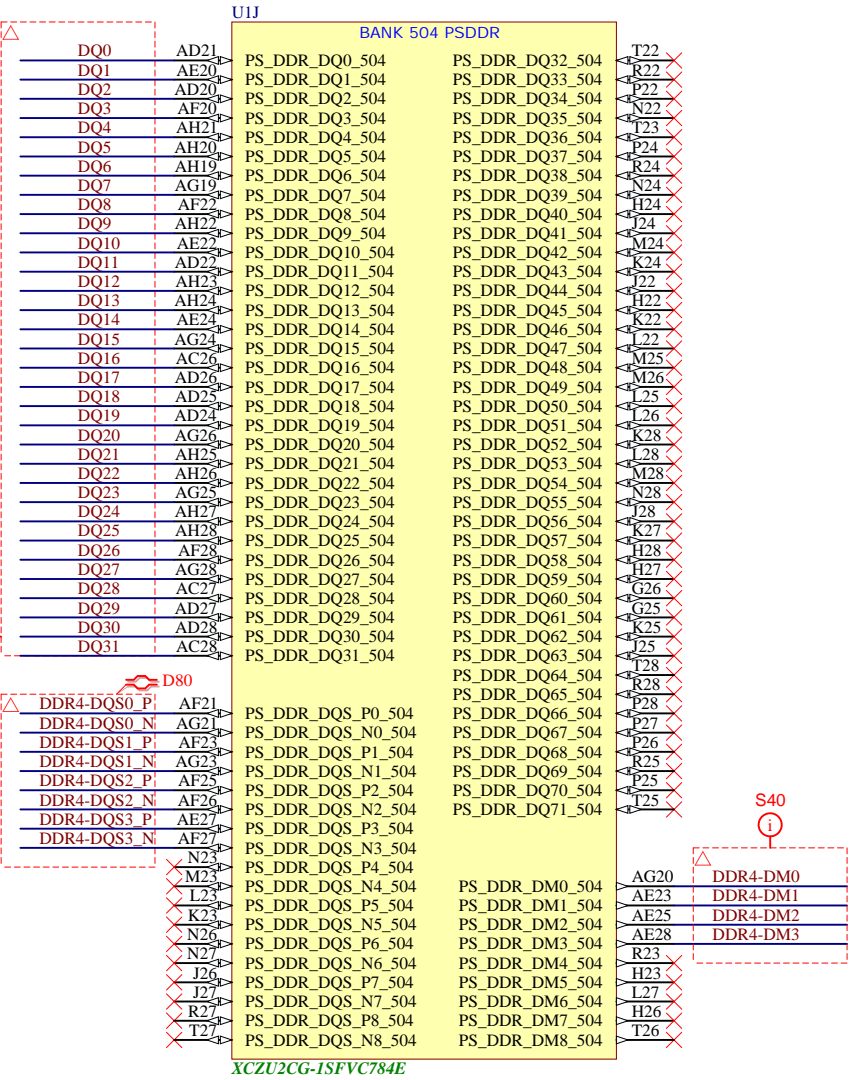 U1J
BANK 504 PSDDR
DQ0 AD21 PS_DDR_DQ0_504 PS_DDR_DQ32_504 T22
DQ1 AE20 PS_DDR_DQ1_504 PS_DDR_DQ33_504 R22
DQ2 AD20 PS_DDR_DQ2_504 PS_DDR_DQ34_504 P22
DQ3 AF20 PS_DDR_DQ3_504 PS_DDR_DQ35_504 N22
DQ4 AH21 PS_DDR_DQ4_504 PS_DDR_DQ36_504 T23
DQ5 AH20 PS_DDR_DQ5_504 PS_DDR_DQ37_504 P24
DQ6 AH19 PS_DDR_DQ6_504 PS_DDR_DQ38_504 R24
DQ7 AG19 PS_DDR_DQ7_504 PS_DDR_DQ39_504 N24
DQ8 AF22 PS_DDR_DQ8_504 PS_DDR_DQ40_504 H24
DQ9 AH22 PS_DDR_DQ9_504 PS_DDR_DQ41_504 J24
DQ10 AE22 PS_DDR_DQ10_504 PS_DDR_DQ42_504 M24
DQ11 AD22 PS_DDR_DQ11_504 PS_DDR_DQ43_504 K24
DQ12 AH23 PS_DDR_DQ12_504 PS_DDR_DQ44_504 J22
DQ13 AH24 PS_DDR_DQ13_504 PS_DDR_DQ45_504 H22
DQ14 AE24 PS_DDR_DQ14_504 PS_DDR_DQ46_504 K22
DQ15 AG24 PS_DDR_DQ15_504 PS_DDR_DQ47_504 L22
DQ16 AC26 PS_DDR_DQ16_504 PS_DDR_DQ48_504 M25
DQ17 AD26 PS_DDR_DQ17_504 PS_DDR_DQ49_504 M26
DQ18 AD25 PS_DDR_DQ18_504 PS_DDR_DQ50_504 L25
DQ19 AD24 PS_DDR_DQ19_504 PS_DDR_DQ51_504 L26
DQ20 AG26 PS_DDR_DQ20_504 PS_DDR_DQ52_504 K28
DQ21 AH25 PS_DDR_DQ21_504 PS_DDR_DQ53_504 L28
DQ22 AH26 PS_DDR_DQ22_504 PS_DDR_DQ54_504 M28
DQ23 AG25 PS_DDR_DQ23_504 PS_DDR_DQ55_504 N28
DQ24 AH27 PS_DDR_DQ24_504 PS_DDR_DQ56_504 J28
DQ25 AH28 PS_DDR_DQ25_504 PS_DDR_DQ57_504 K27
DQ26 AF28 PS_DDR_DQ26_504 PS_DDR_DQ58_504 H28
DQ27 AG28 PS_DDR_DQ27_504 PS_DDR_DQ59_504 H27
DQ28 AC27 PS_DDR_DQ28_504 PS_DDR_DQ60_504 G26
DQ29 AD27 PS_DDR_DQ29_504 PS_DDR_DQ61_504 G25
DQ30 AD28 PS_DDR_DQ30_504 PS_DDR_DQ62_504 K25
DQ31 AC28 PS_DDR_DQ31_504 PS_DDR_DQ63_504 J25
PS_DDR_DQ64_504 T28
D80 PS_DDR_DQ65_504 R28
DDR4-DQS0_P AF21 PS_DDR_DQS_P0_504 PS_DDR_DQ66_504 P28
DDR4-DQS0_N AG21 PS_DDR_DQS_N0_504 PS_DDR_DQ67_504 P27
DDR4-DQS1_P AF23 PS_DDR_DQS_P1_504 PS_DDR_DQ68_504 P26
DDR4-DQS1_N AG23 PS_DDR_DQS_N1_504 PS_DDR_DQ69_504 R25
DDR4-DQS2_P AF25 PS_DDR_DQS_P2_504 PS_DDR_DQ70_504 P25
DDR4-DQS2_N AF26 PS_DDR_DQS_N2_504 PS_DDR_DQ71_504 T25
DDR4-DQS3_P AE27 PS_DDR_DQS_P3_504
S40
i
DDR4-DQS3_N AF27 PS_DDR_DQS_N3_504
N23 PS_DDR_DQS_P4_504
M23 PS_DDR_DQS_N4_504 PS_DDR_DM0_504 AG20 DDR4-DM0
L23 PS_DDR_DQS_P5_504 PS_DDR_DM1_504 AE23 DDR4-DM1
K23 PS_DDR_DQS_N5_504 PS_DDR_DM2_504 AE25 DDR4-DM2
N26 PS_DDR_DQS_P6_504 PS_DDR_DM3_504 AE28 DDR4-DM3
N27 PS_DDR_DQS_N6_504 PS_DDR_DM4_504 R23
J26 PS_DDR_DQS_P7_504 PS_DDR_DM5_504 H23
J27 PS_DDR_DQS_N7_504 PS_DDR_DM6_504 L27
R27 PS_DDR_DQS_P8_504 PS_DDR_DM7_504 H26
T27 PS_DDR_DQS_N8_504 PS_DDR_DM8_504 T26
XCZU2CG-1SFVC784E